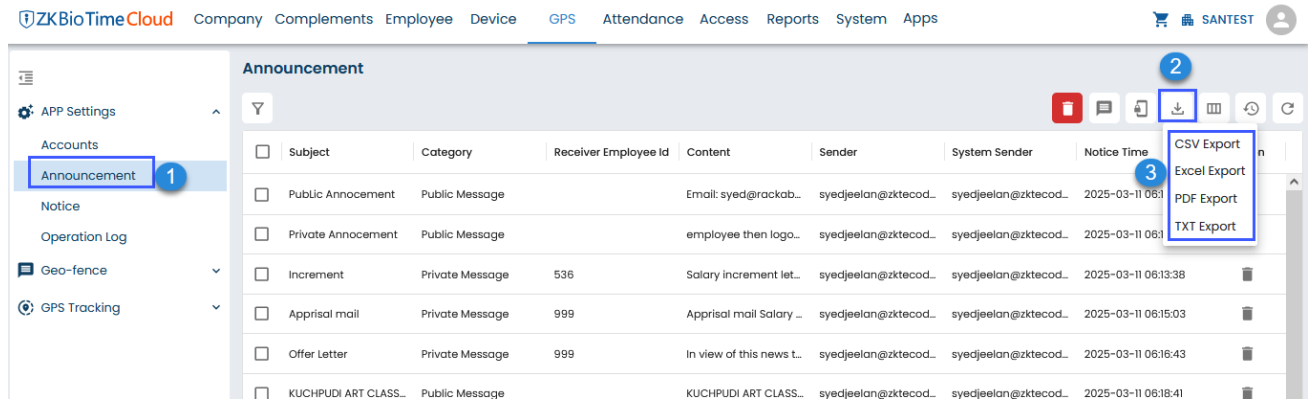 ZKBioTime Cloud Company Complements Employee Device GPS Attendance Access Reports System Apps SANTEST
Announcement
2
APP Settings
Accounts
Announcement 1
Notice
Operation Log
Geo-fence
GPS Tracking
Subject Category Receiver Employee Id Content Sender System Sender Notice Time n
PubLic Annocement Public Message Email: syed@rackab... syedjeelan@zktecod... syedjeelan@zktecod... 2025-03-11 06:1
Private Annocement Public Message employee then logo... syedjeelan@zktecod... syedjeelan@zktecod... 2025-03-11 06:1
Increment Private Message 536 Salary increment let... syedjeelan@zktecod... syedjeelan@zktecod... 2025-03-11 06:13:38
Apprisal mail Private Message 999 Apprisal mail Salary ... syedjeelan@zktecod... syedjeelan@zktecod... 2025-03-11 06:15:03
Offer Letter Private Message 999 In view of this news t... syedjeelan@zktecod... syedjeelan@zktecod... 2025-03-11 06:16:43
KUCHPUDI ART CLASS... Public Message KUCHPUDI ART CLASS... syedjeelan@zktecod... syedjeelan@zktecod... 2025-03-11 06:18:41
3
CSV Export
Excel Export
PDF Export
TXT Export